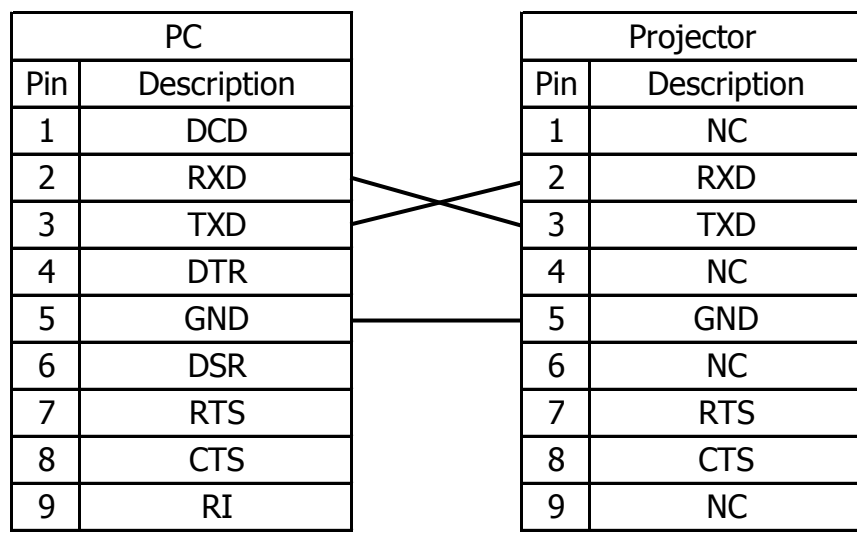 PC Projector
Pin Description Pin Description
1 DCD 1 NC
2 RXD 2 RXD
3 TXD 3 TXD
4 DTR 4 NC
5 GND 5 GND
6 DSR 6 NC
7 RTS 7 RTS
8 CTS 8 CTS
9 RI 9 NC